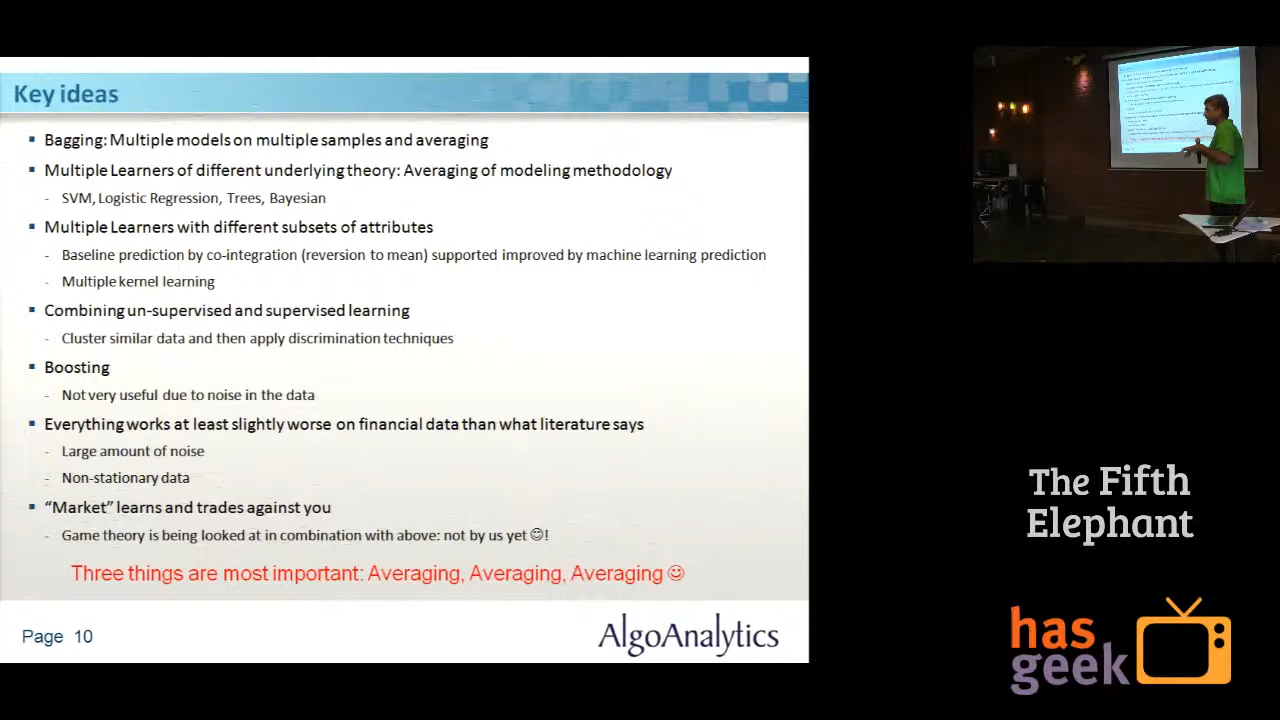 Key ideas
▪ Bagging: Multiple models on multiple samples and averaging
▪ Multiple Learners of different underlying theory: Averaging of modeling methodology
- SVM, Logistic Regression, Trees, Bayesian
▪ Multiple Learners with different subsets of attributes
- Baseline prediction by co-integration (reversion to mean) supported improved by machine learning prediction
- Multiple kernel learning
▪ Combining un-supervised and supervised learning
- Cluster similar data and then apply discrimination techniques
▪ Boosting
- Not very useful due to noise in the data
▪ Everything works at least slightly worse on financial data than what literature says
- Large amount of noise
- Non-stationary data
▪ “Market” learns and trades against you
- Game theory is being looked at in combination with above: not by us yet ☺!
Three things are most important: Averaging, Averaging, Averaging ☺
Page 10
AlgoAnalytics
The Fifth
Elephant
has
geek